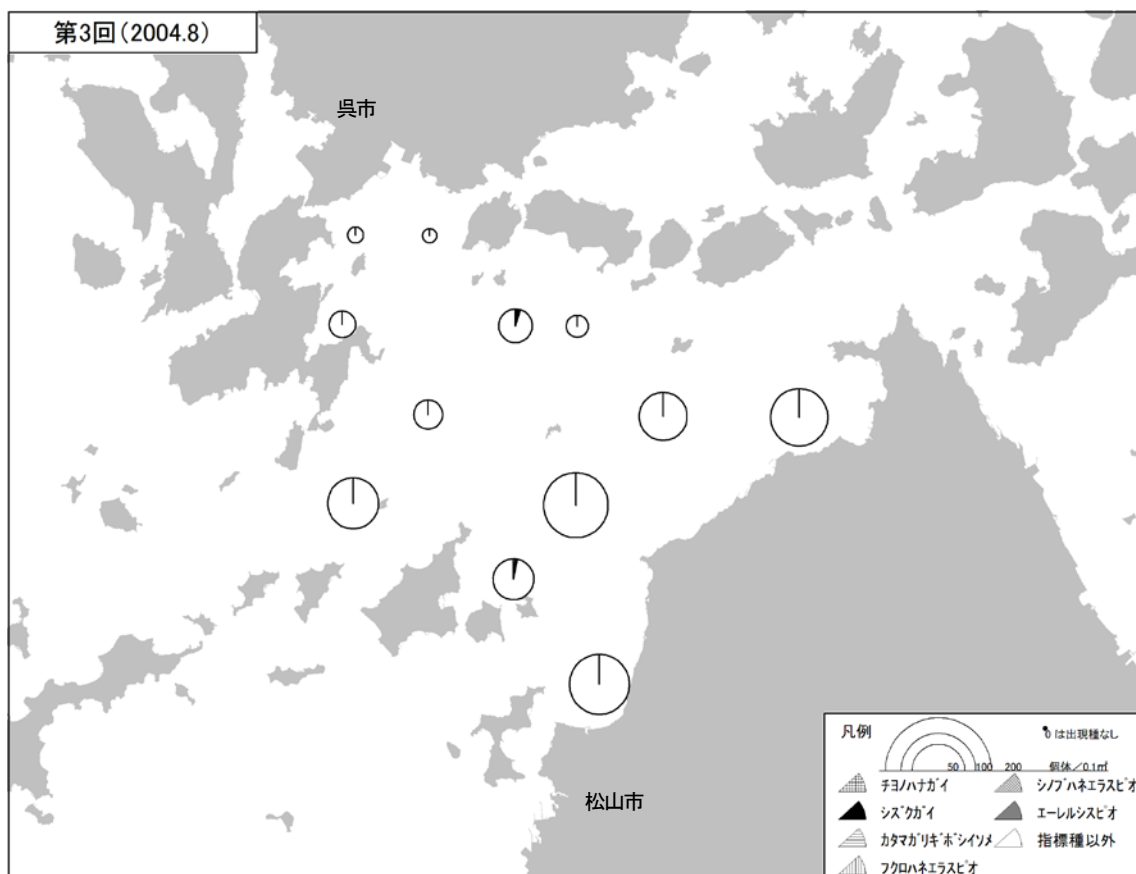 第3回(2004.8)
呉市
松山市
凡例
0 は出現種なし
50 100 200 個体/0.1㎡
チヨノハナガイ シノブハネエラスピオ
シズクガイ エーレルシスピオ
カタマガリギボシイソメ 指標種以外
フクロハネエラスピオ